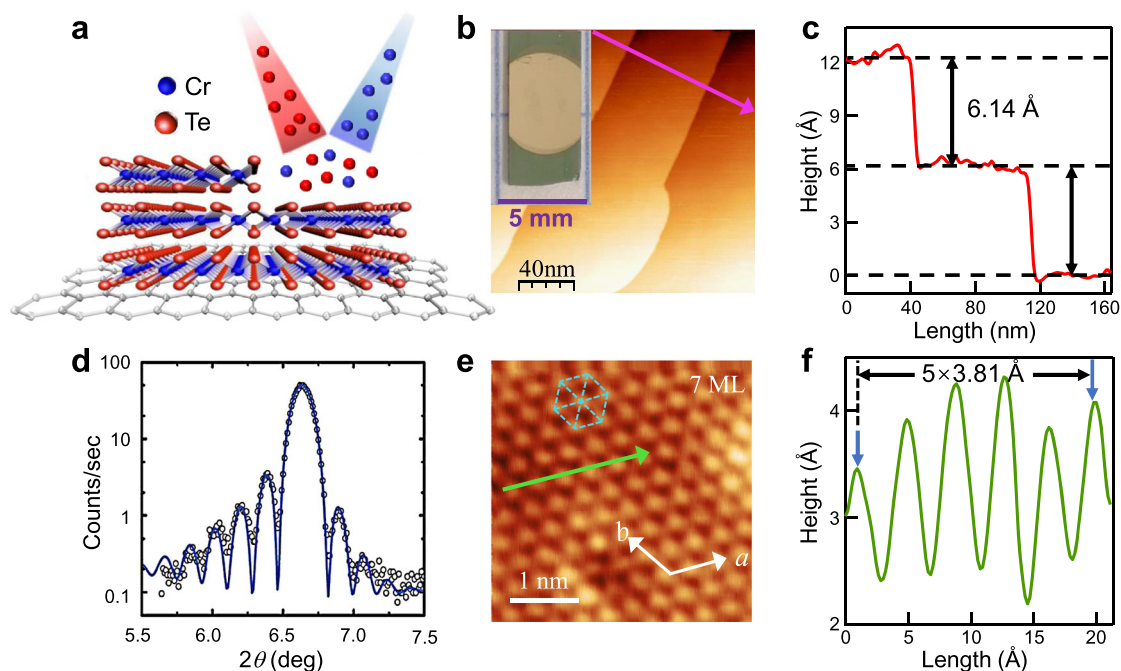 a
Cr
Te
b
5 mm
40nm
c
Height (Å)
12
9
6
3
0
6.14 Å
0
40
80
120
160
Length (nm)
d
Counts/sec
100
10
1
0.1
5.5
6.0
6.5
7.0
7.5
2θ (deg)
e
7 ML
b
a
1 nm
f
5×3.81 Å
Height (Å)
4
3
2
0
5
10
15
20
Length (Å)